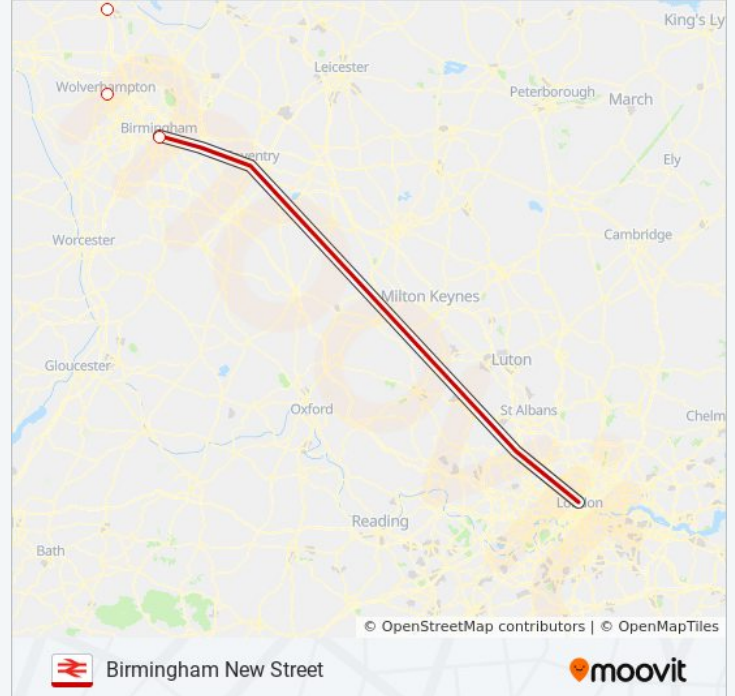 King's Ly
Leicester
Wolverhampton
Peterborough
March
Birmingham
ventry
Ely
Worcester
Cambridge
Milton Keynes
Gloucester
Luton
Oxford
St Albans
Chelm
London
Reading
Bath
© OpenStreetMap contributors | © OpenMapTiles
Birmingham New Street
moovit